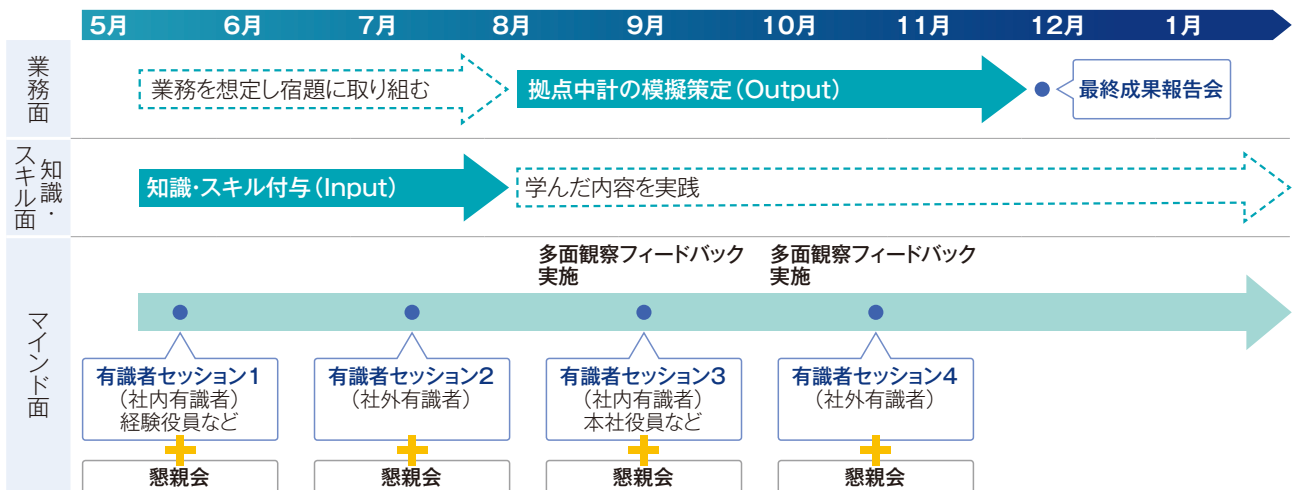 5月 6月 7月 8月 9月 10月 11月 12月 1月
業務面
業務を想定し宿題に取り組む
拠点中計の模擬策定(Output)
最終成果報告会
知識・
スキル面
知識・スキル付与(Input)
学んだ内容を実践
マインド面
多面観察フィードバック
実施
多面観察フィードバック
実施
有識者セッション1
(社内有識者)
経験役員など
懇親会
有識者セッション2
(社外有識者)
懇親会
有識者セッション3
(社内有識者)
本社役員など
懇親会
有識者セッション4
(社外有識者)
懇親会